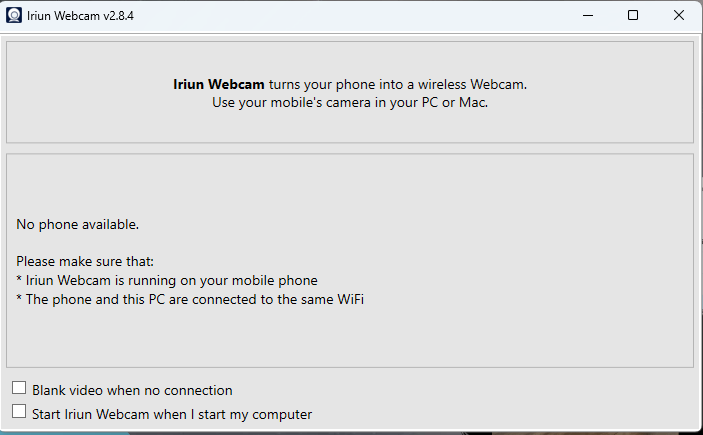 Iriun Webcam v2.8.4
Iriun Webcam turns your phone into a wireless Webcam.
Use your mobile's camera in your PC or Mac.
No phone available.
Please make sure that:
* Iriun Webcam is running on your mobile phone
* The phone and this PC are connected to the same WiFi
Blank video when no connection
Start Iriun Webcam when I start my computer